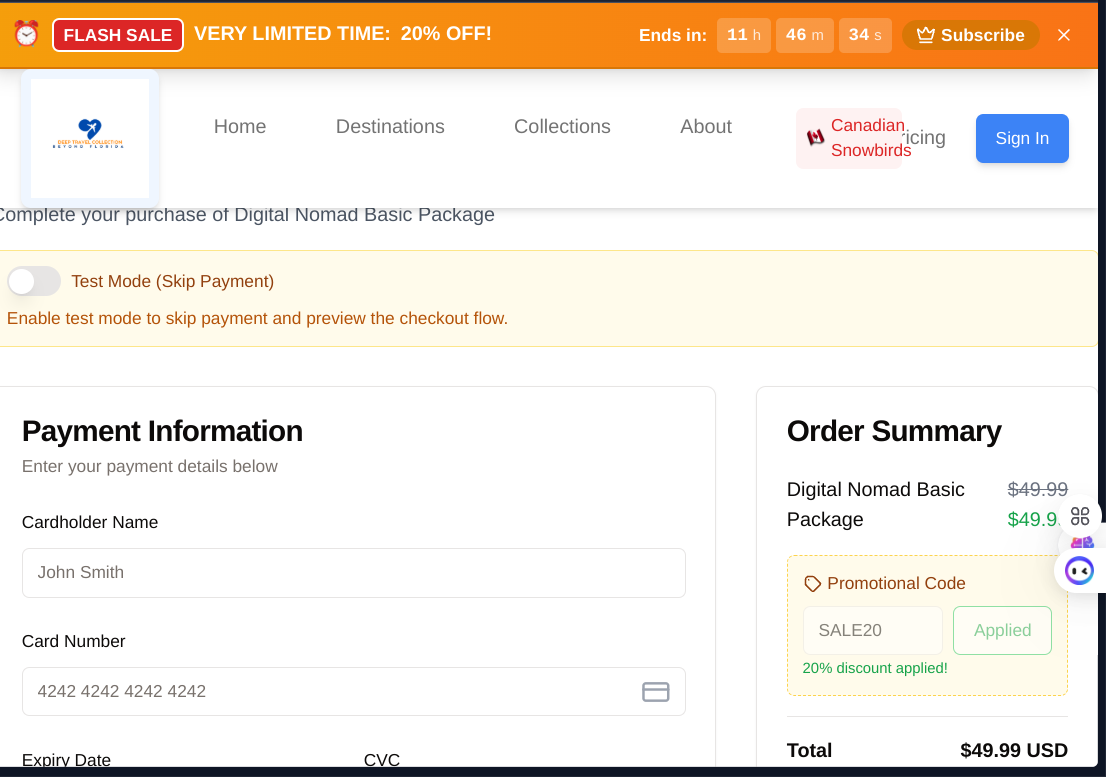 FLASH SALE VERY LIMITED TIME: 20% OFF! Ends in: 11 h 46 m 34 s Subscribe
DEEP TRAVEL COLLECTION
BEYOND FLORIDA
Home Destinations Collections About Canadian Snowbirds ricing Sign In
Complete your purchase of Digital Nomad Basic Package
Test Mode (Skip Payment)
Enable test mode to skip payment and preview the checkout flow.
Payment Information
Enter your payment details below
Cardholder Name
John Smith
Card Number
4242 4242 4242 4242
Expiry Date CVC
Order Summary
Digital Nomad Basic $49.99
Package $49.9
Promotional Code
SALE20 Applied
20% discount applied!
Total $49.99 USD